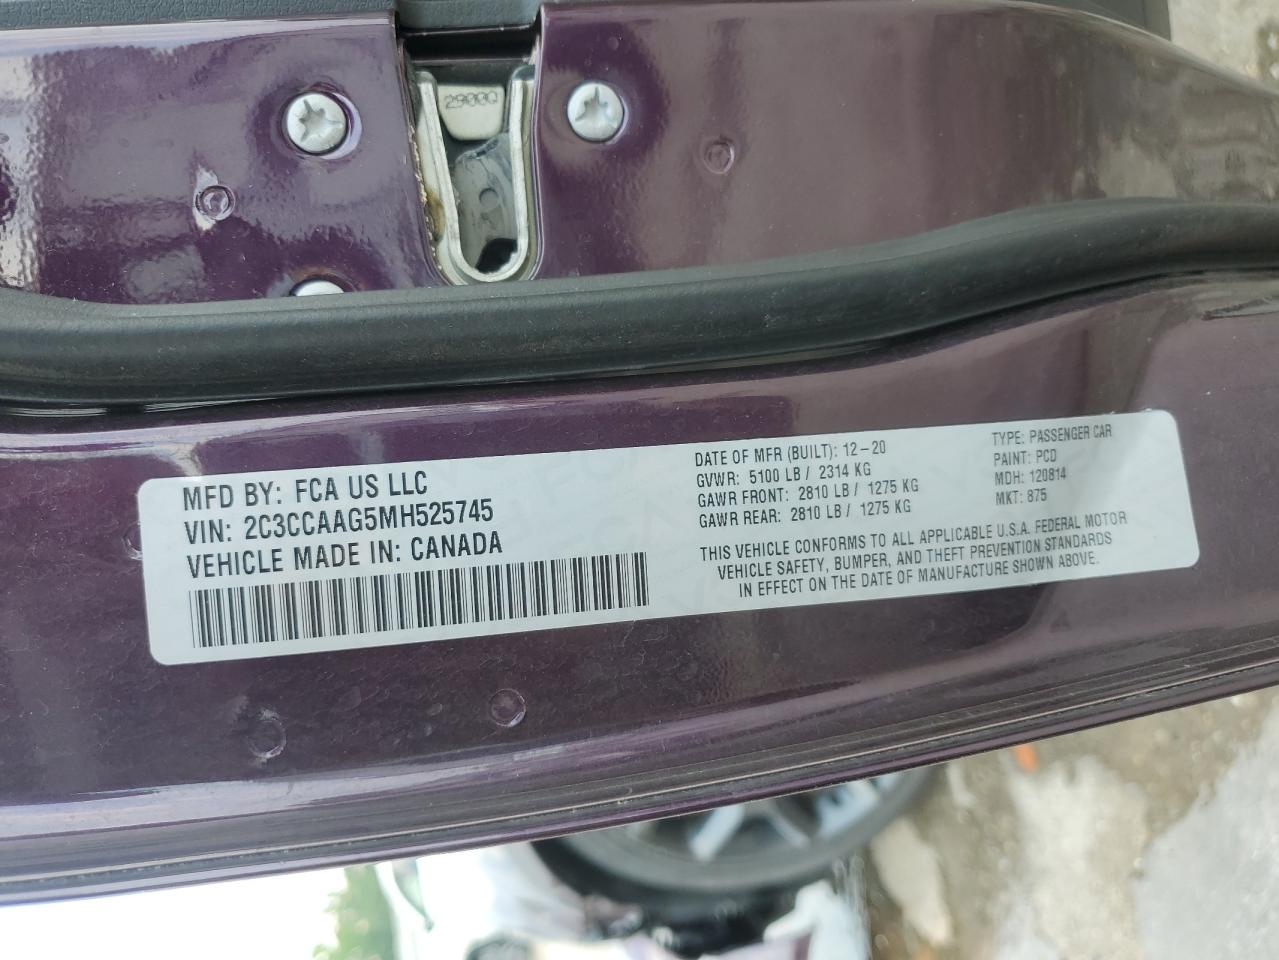 2900Q
MFD BY: FCA US LLC
VIN: 2C3CCAAG5MH525745
VEHICLE MADE IN: CANADA
DATE OF MFR (BUILT): 12-20
GVWR: 5100 LB / 2314 KG
GAWR FRONT: 2810 LB / 1275 KG
GAWR REAR: 2810 LB / 1275 KG
TYPE: PASSENGER CAR
PAINT: PCD
MDH: 120814
MKT: 875
THIS VEHICLE CONFORMS TO ALL APPLICABLE U.S.A. FEDERAL MOTOR
VEHICLE SAFETY, BUMPER, AND THEFT PREVENTION STANDARDS
IN EFFECT ON THE DATE OF MANUFACTURE SHOWN ABOVE.